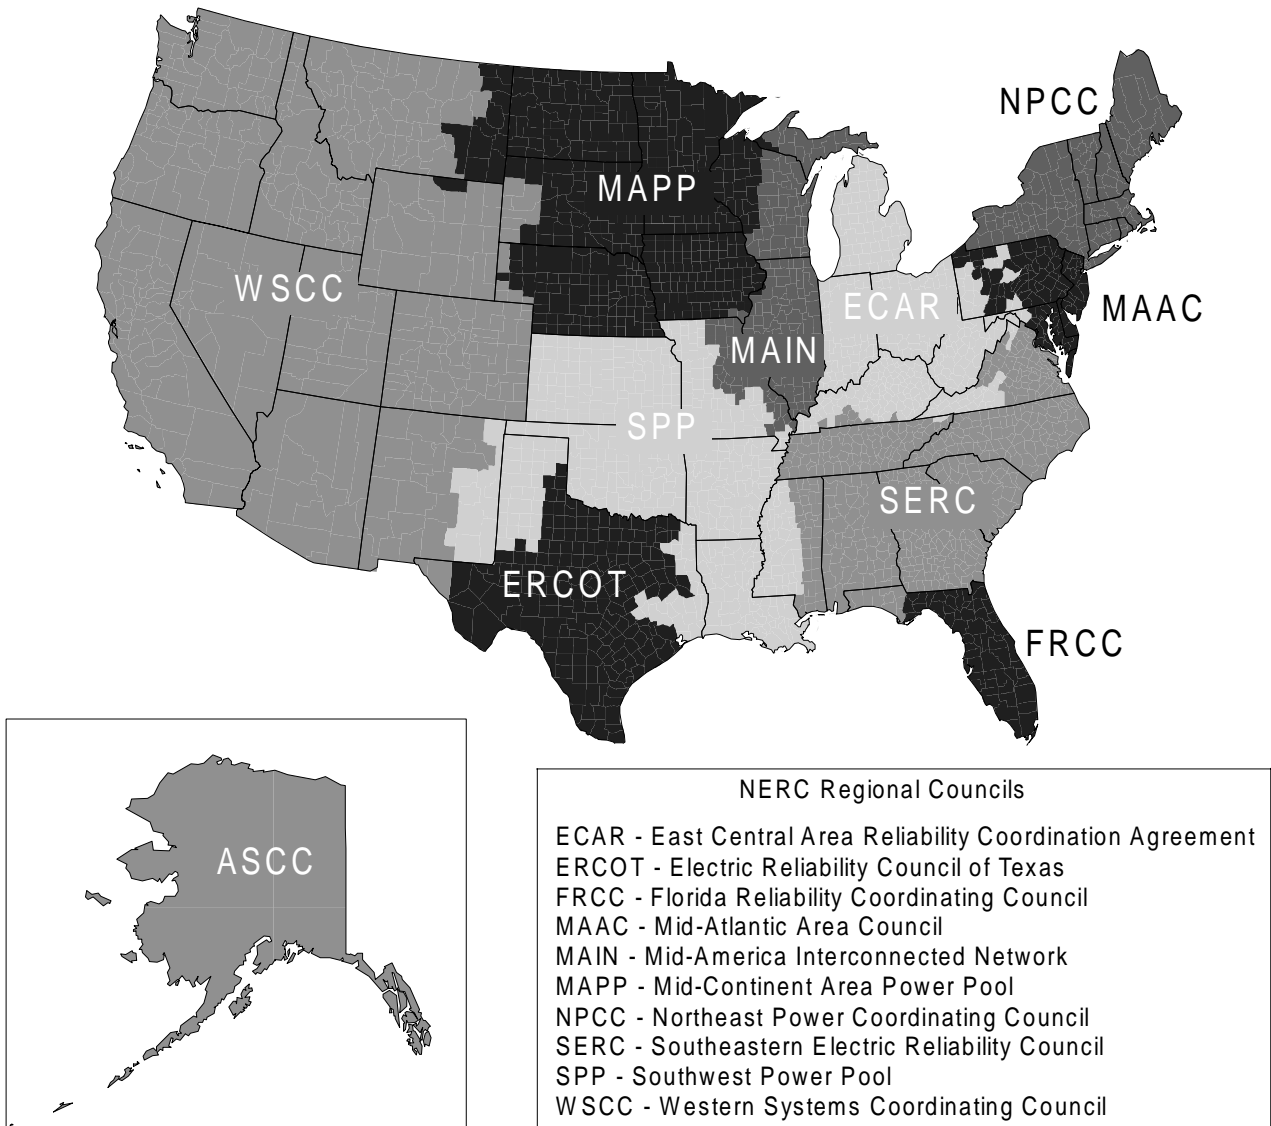 NPCC
MAPP
WSCC
ECAR
MAAC
MAIN
SPP
SERC
ERCOT
FRCC
ASCC
NERC Regional Councils
ECAR - East Central Area Reliability Coordination Agreement
ERCOT - Electric Reliability Council of Texas
FRCC - Florida Reliability Coordinating Council
MAAC - Mid-Atlantic Area Council
MAIN - Mid-America Interconnected Network
MAPP - Mid-Continent Area Power Pool
NPCC - Northeast Power Coordinating Council
SERC - Southeastern Electric Reliability Council
SPP - Southwest Power Pool
WSCC - Western Systems Coordinating Council